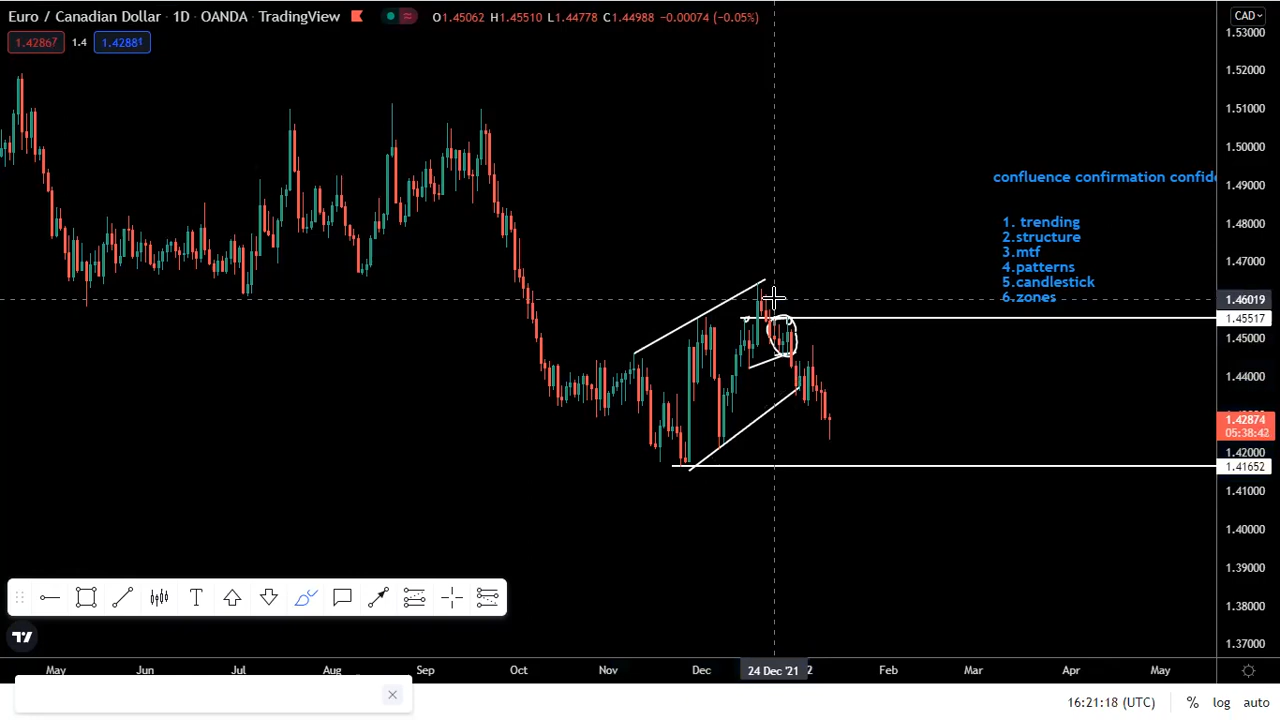 Euro / Canadian Dollar · 1D · OANDA · TradingView O1.45062 H1.45510 L1.44778 C1.44988 −0.00074 (−0.05%)
CAD
1.42867 1.4 1.42881
1.53000
1.52000
1.51000
1.50000
1.49000
1.48000
1.47000
1.46019
1.45517
1.45000
1.44000
1.42874
05:38:42
1.42000
1.41652
1.41000
1.40000
1.39000
1.38000
1.37000
confluence confirmation confide
1. trending
2.structure
3.mtf
4.patterns
5.candlestick
6.zones
T
May Jun Jul Aug Sep Oct Nov Dec 24 Dec '21 2 Feb Mar Apr May
16:21:18 (UTC) % log auto